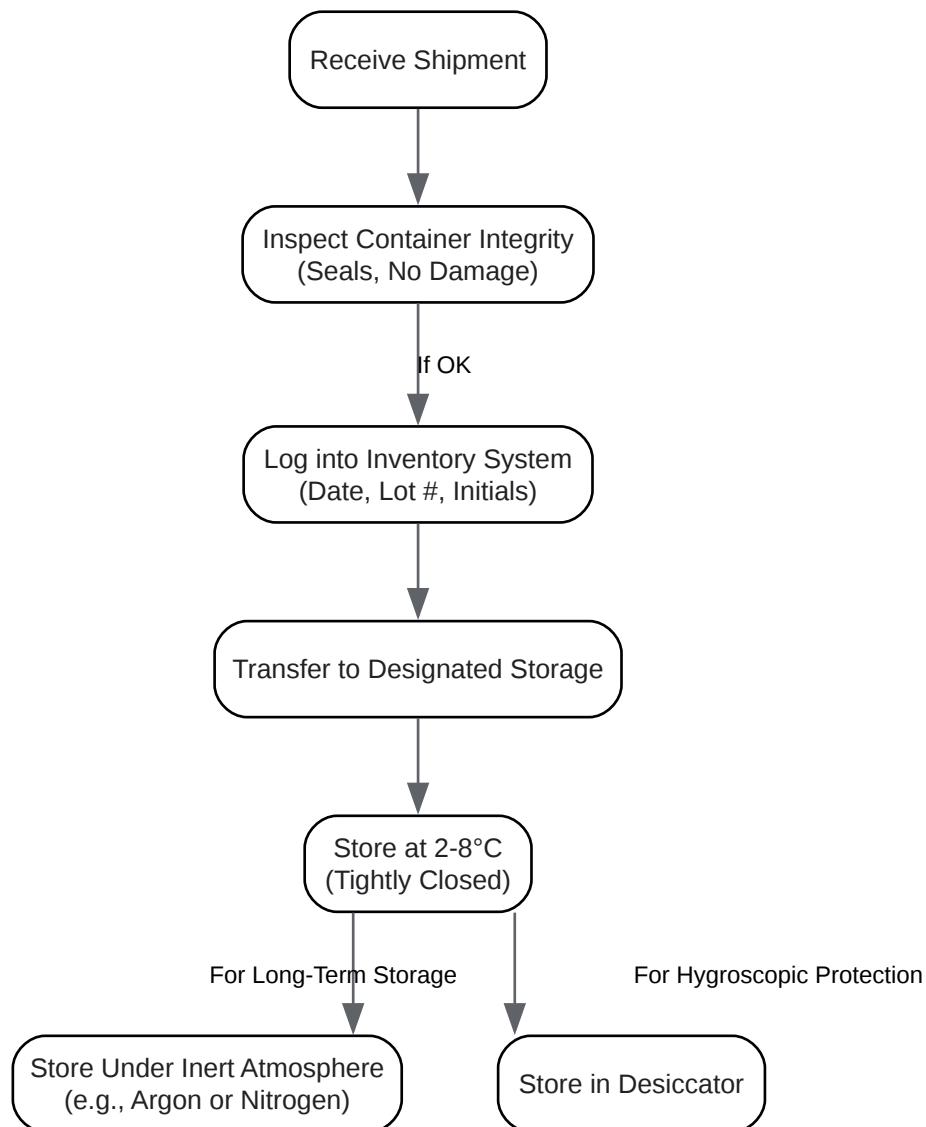 Receive Shipment
Inspect Container Integrity
(Seals, No Damage)
If OK
Log into Inventory System
(Date, Lot #, Initials)
Transfer to Designated Storage
Store at 2-8°C
(Tightly Closed)
For Long-Term Storage
For Hygroscopic Protection
Store Under Inert Atmosphere
(e.g., Argon or Nitrogen)
Store in Desiccator